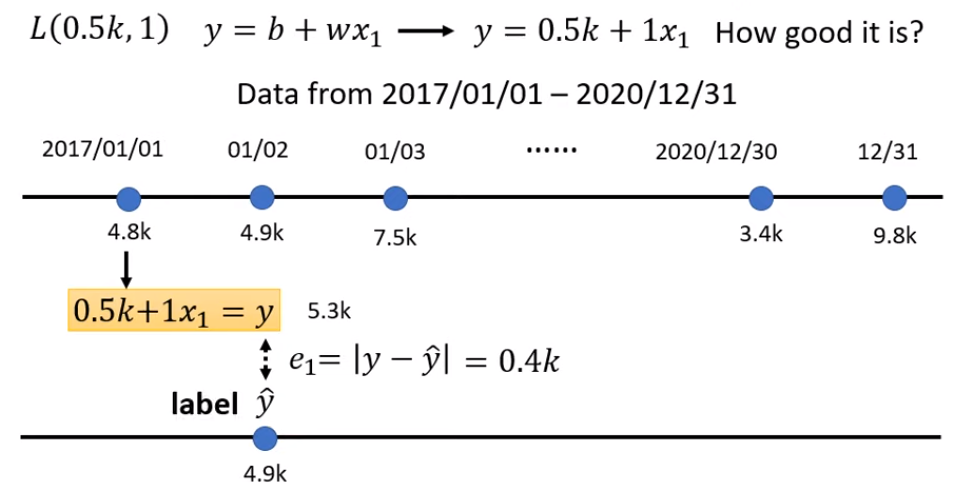 L(0.5k, 1) y = b + wx₁ ⟶ y = 0.5k + 1x₁ How good it is?
Data from 2017/01/01 – 2020/12/31
2017/01/01 01/02 01/03 …… 2020/12/30 12/31
4.8k 4.9k 7.5k 3.4k 9.8k
0.5k+1x₁ = y 5.3k
e₁= |y − ŷ| = 0.4k
label ŷ
4.9k